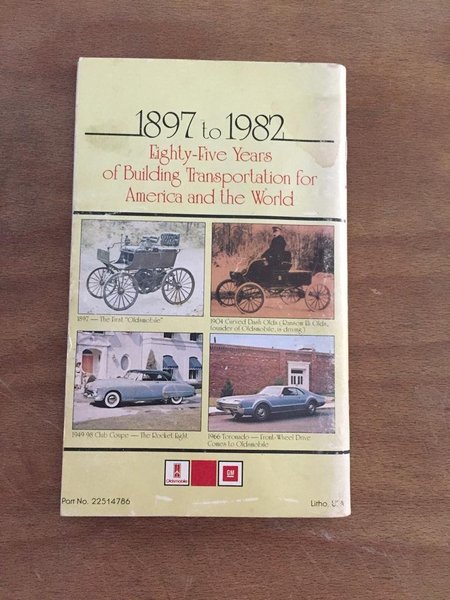 1897 to 1982
Eighty-Five Years
of Building Transportation for
America and the World
1897 — The First "Oldsmobile"
1904 Curved Dash Olds (Ransom Eli Olds,
founder of Oldsmobile, is driving)
1949 98 Club Coupe — The Rocket
1966 Toronado — Front-Wheel Drive
Comes to Oldsmobile
Oldsmobile
GM
Part No. 22514786
Litho,